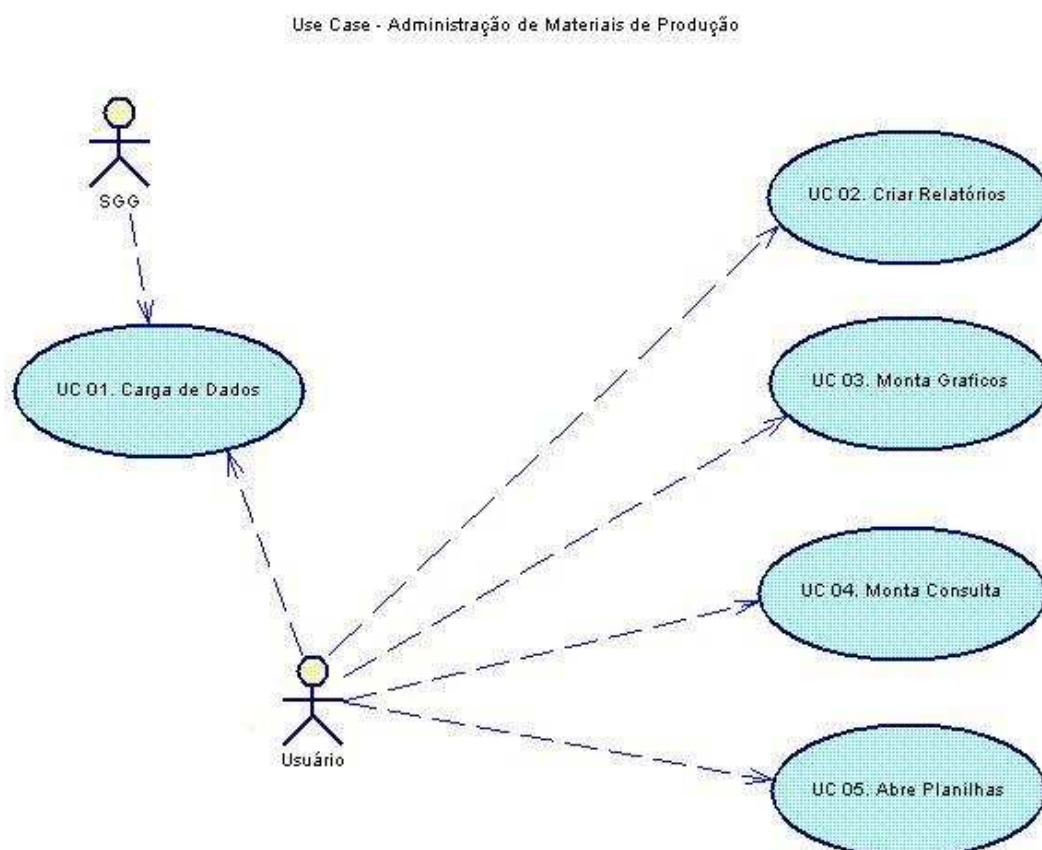 Use Case - Administração de Materiais de Produção
SGG
UC 02. Criar Relatórios
UC 01. Carga de Dados
UC 03. Monta Graficos
UC 04. Monta Consulta
Usuário
UC 05. Abre Planilhas